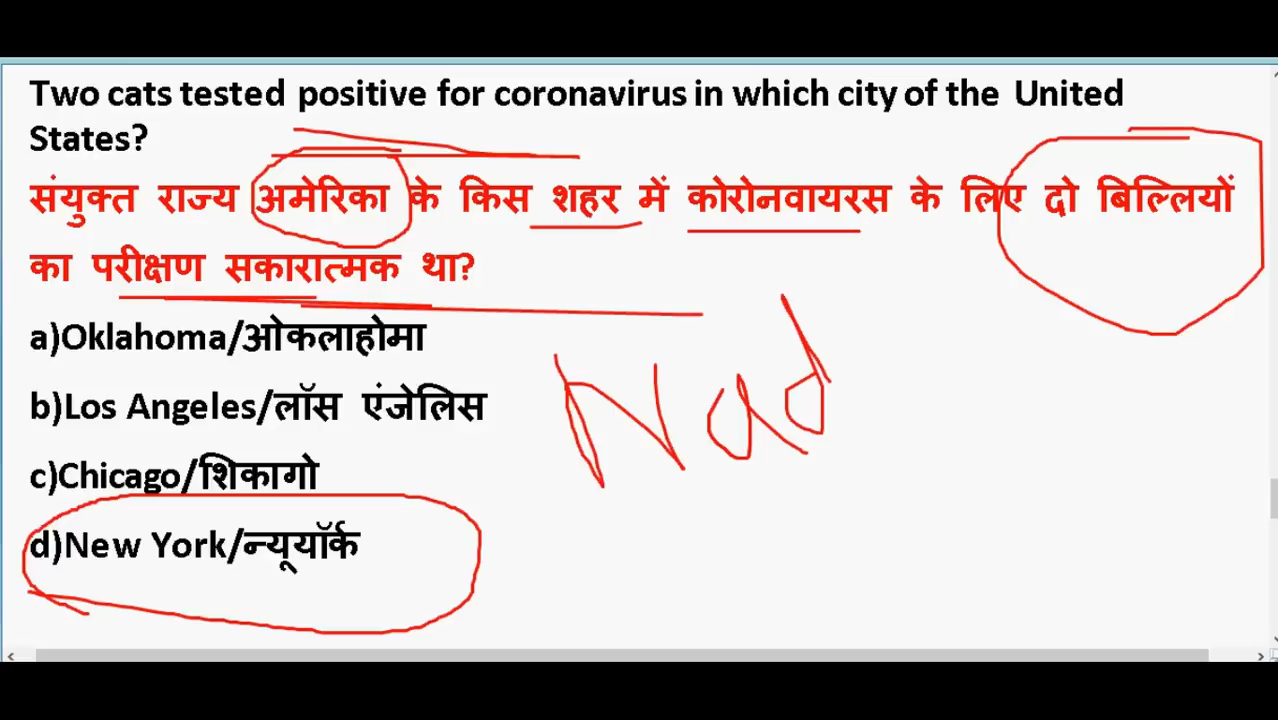 Two cats tested positive for coronavirus in which city of the United
States?
संयुक्त राज्य अमेरिका के किस शहर में कोरोनवायरस के लिए दो बिल्लियों
का परीक्षण सकारात्मक था?
a)Oklahoma/ओकलाहोमा
b)Los Angeles/लॉस एंजेलिस
Nad
c)Chicago/शिकागो
d)New York/न्यूयॉर्क